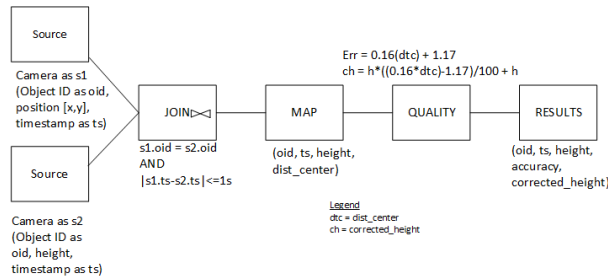 Source
Camera as s1
(Object ID as oid,
position [x,y],
timestamp as ts)
Source
Camera as s2
(Object ID as
oid, height,
timestamp as ts)
JOIN
s1.oid = s2.oid
AND
|s1.ts-s2.ts|<=1s
MAP
(oid, ts, height,
dist_center)
Err = 0.16(dtc) + 1.17
ch = h*((0.16*dtc)-1.17)/100 + h
QUALITY
RESULTS
(oid, ts, height,
accuracy,
corrected_height)
Legend
dtc = dist_center
ch = corrected_height